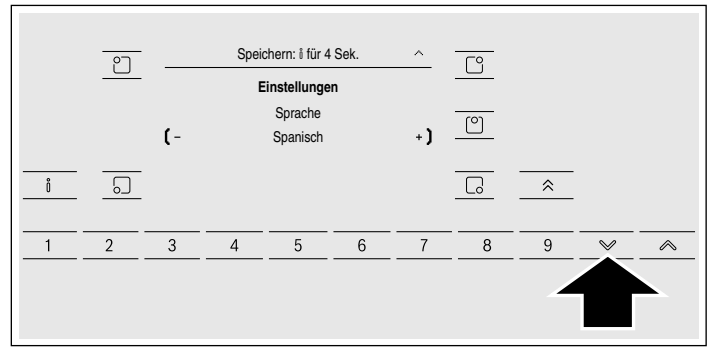 Speichern: i für 4 Sek.
Einstellungen
Sprache
- Spanisch +
i
1 2 3 4 5 6 7 8 9